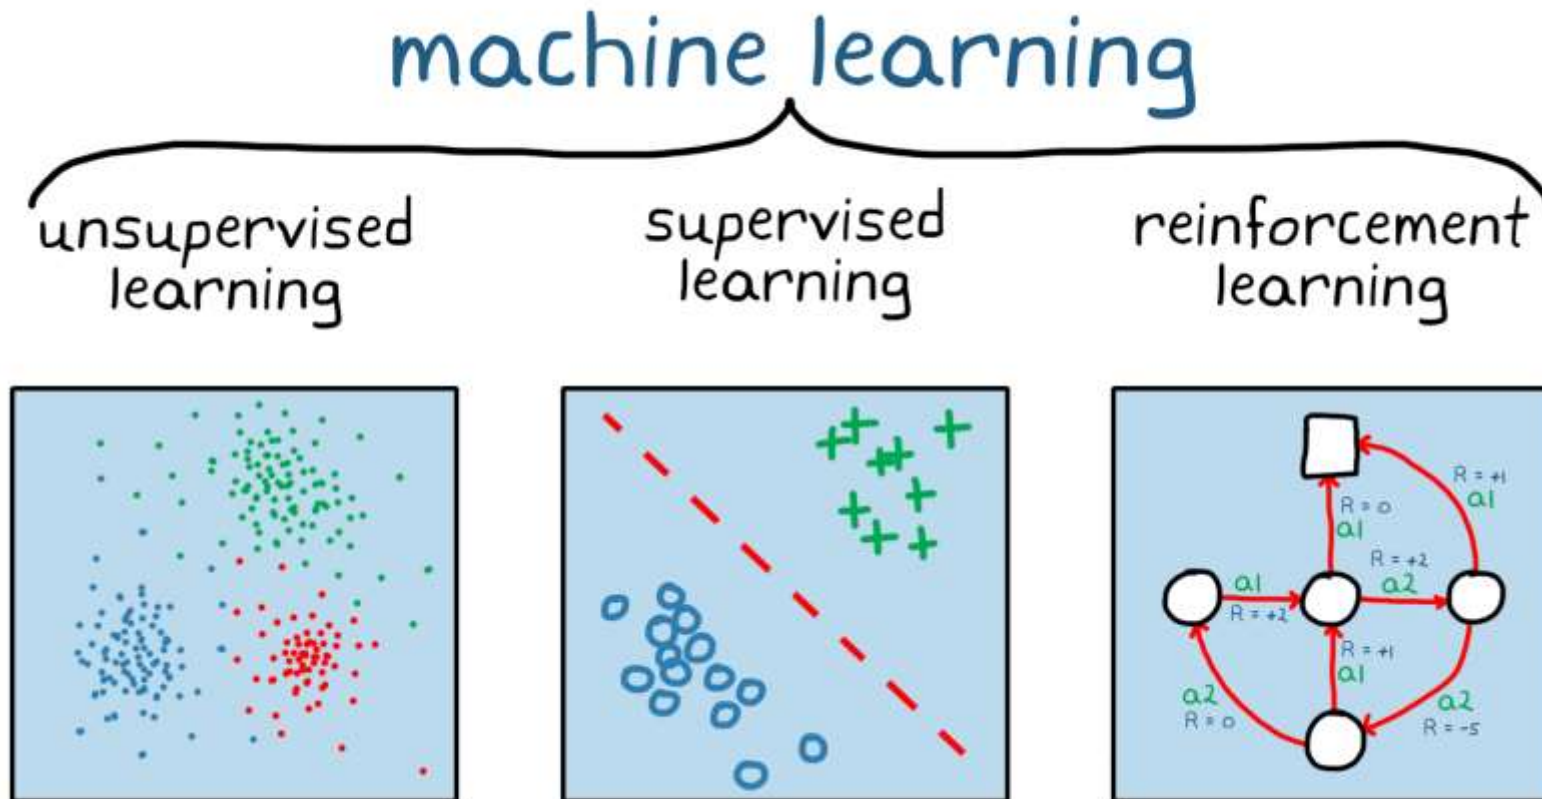 machine learning
unsupervised
learning
supervised
learning
reinforcement
learning
R = +1
a1
R = 0
a1
R = +2
a1
a2
R = +2
R = +1
a1
a2
R = 0
a2
R = -5